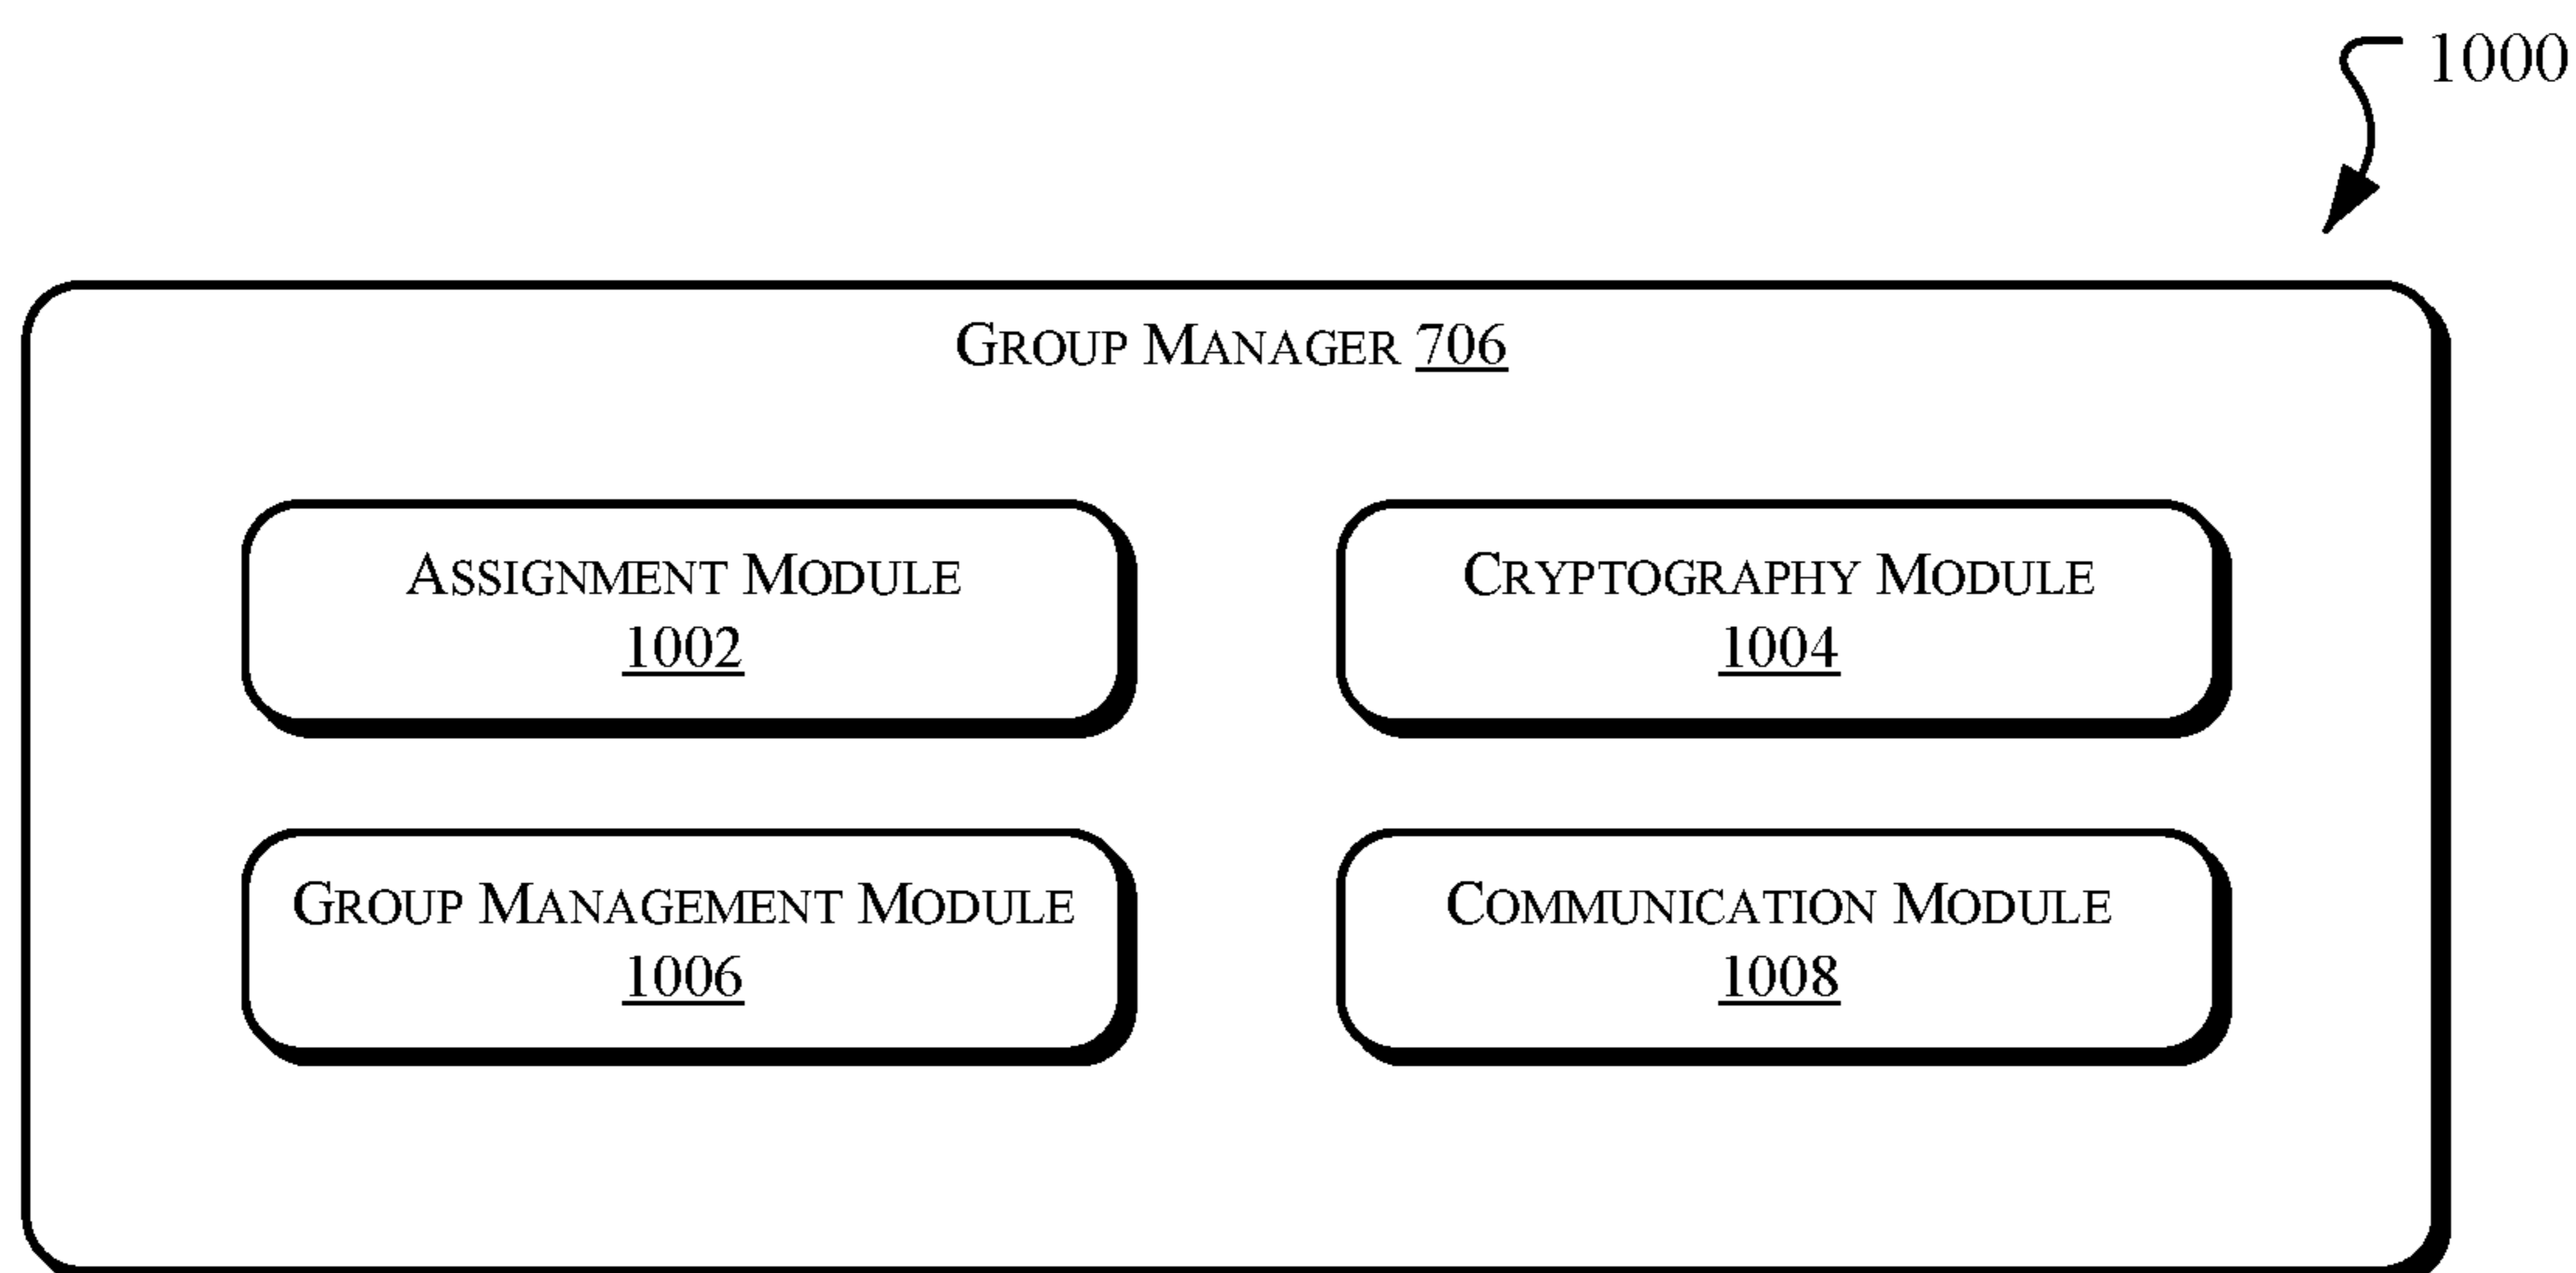 1000
GROUP MANAGER 706
ASSIGNMENT MODULE
1002
CRYPTOGRAPHY MODULE
1004
GROUP MANAGEMENT MODULE
1006
COMMUNICATION MODULE
1008